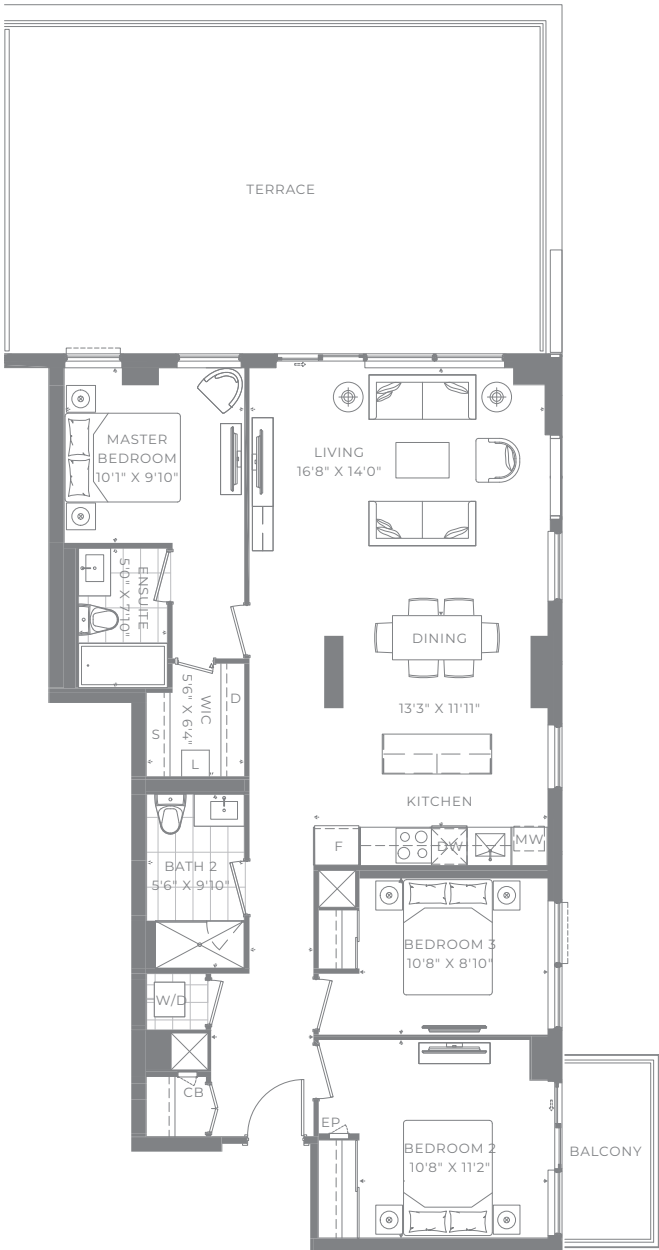 TERRACE
MASTER
BEDROOM
10'1" X 9'10"
LIVING
16'8" X 14'0"
ENSUITE
5'0" X 7'10"
DINING
WIC
5'6" X 6'4"
D
S
L
13'3" X 11'11"
KITCHEN
F
DW
MW
BATH 2
5'6" X 9'10"
BEDROOM 3
10'8" X 8'10"
W/D
CB
EP
BEDROOM 2
10'8" X 11'2"
BALCONY